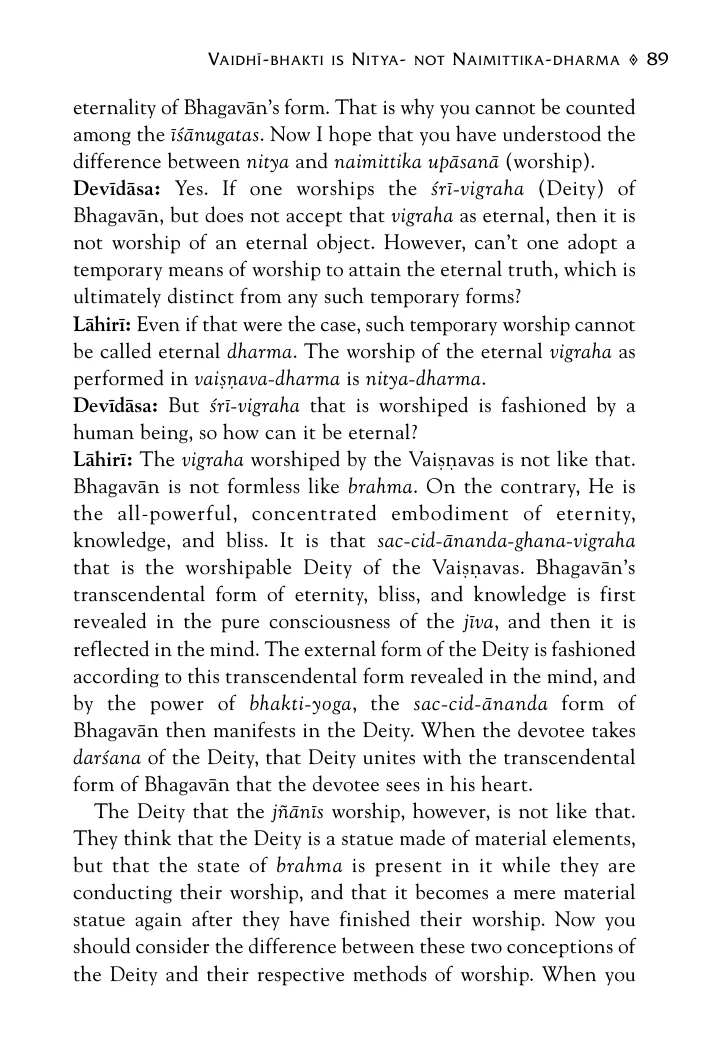 Vaidhī-bhakti is Nitya- not Naimittika-dharma ◈ 89
eternality of Bhagavān's form. That is why you cannot be counted
among the īśānugatas. Now I hope that you have understood the
difference between nitya and naimittika upāsanā (worship).
Devīdāsa: Yes. If one worships the śrī-vigraha (Deity) of
Bhagavān, but does not accept that vigraha as eternal, then it is
not worship of an eternal object. However, can't one adopt a
temporary means of worship to attain the eternal truth, which is
ultimately distinct from any such temporary forms?
Lāhirī: Even if that were the case, such temporary worship cannot
be called eternal dharma. The worship of the eternal vigraha as
performed in vaiṣṇava-dharma is nitya-dharma.
Devīdāsa: But śrī-vigraha that is worshiped is fashioned by a
human being, so how can it be eternal?
Lāhirī: The vigraha worshiped by the Vaiṣṇavas is not like that.
Bhagavān is not formless like brahma. On the contrary, He is
the all-powerful, concentrated embodiment of eternity,
knowledge, and bliss. It is that sac-cid-ānanda-ghana-vigraha
that is the worshipable Deity of the Vaiṣṇavas. Bhagavān's
transcendental form of eternity, bliss, and knowledge is first
revealed in the pure consciousness of the jīva, and then it is
reflected in the mind. The external form of the Deity is fashioned
according to this transcendental form revealed in the mind, and
by the power of bhakti-yoga, the sac-cid-ānanda form of
Bhagavān then manifests in the Deity. When the devotee takes
darśana of the Deity, that Deity unites with the transcendental
form of Bhagavān that the devotee sees in his heart.
The Deity that the jñānīs worship, however, is not like that.
They think that the Deity is a statue made of material elements,
but that the state of brahma is present in it while they are
conducting their worship, and that it becomes a mere material
statue again after they have finished their worship. Now you
should consider the difference between these two conceptions of
the Deity and their respective methods of worship. When you